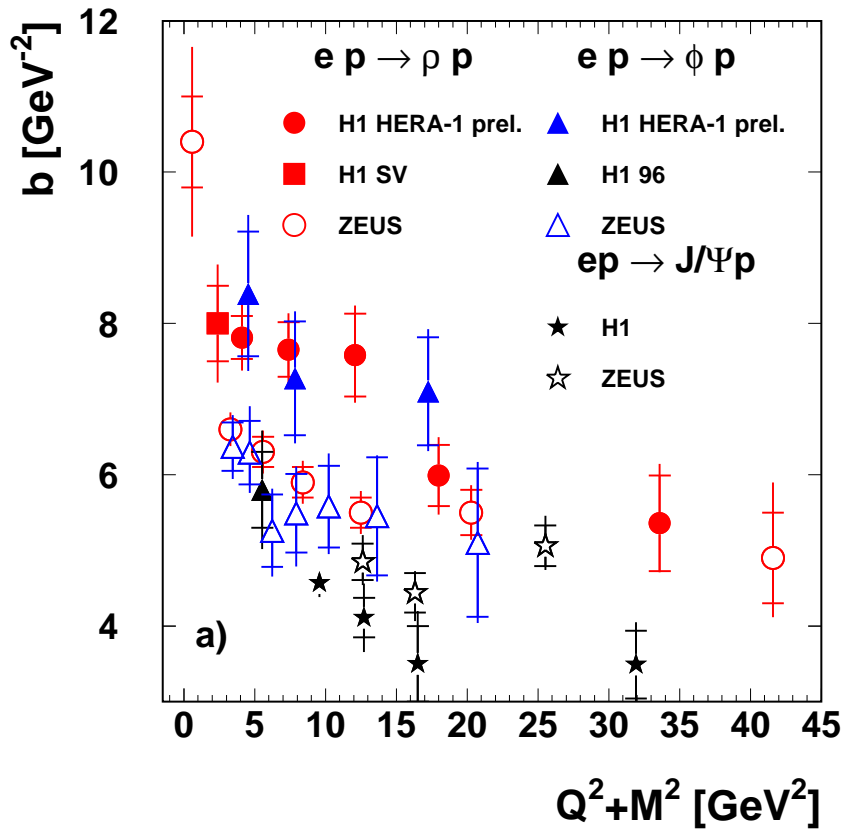 b [GeV⁻²]
12
10
8
6
4
e p → ρ p
H1 HERA-1 prel.
H1 SV
ZEUS
e p → ϕ p
H1 HERA-1 prel.
H1 96
ZEUS
ep → J/Ψp
H1
ZEUS
a)
0 5 10 15 20 25 30 35 40 45
Q²+M² [GeV²]